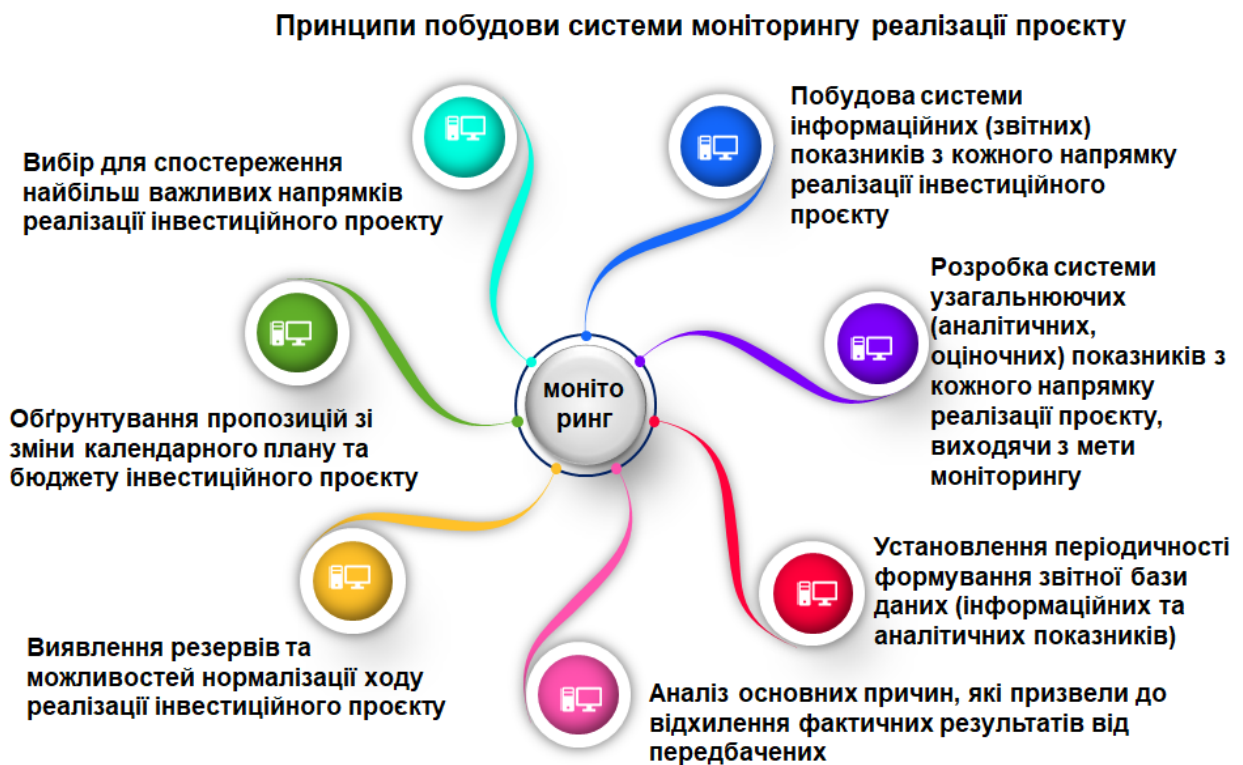 Принципи побудови системи моніторингу реалізації проєкту
Вибір для спостереження
найбільш важливих напрямків
реалізації інвестиційного проекту
Побудова системи
інформаційних (звітних)
показників з кожного напрямку
реалізації інвестиційного
проєкту
Розробка системи
узагальнюючих
(аналітичних,
оціночних) показників з
кожного напрямку
реалізації проєкту,
виходячи з мети
моніторингу
Установлення періодичності
формування звітної бази
даних (інформаційних та
аналітичних показників)
Аналіз основних причин, які призвели до
відхилення фактичних результатів від
передбачених
Виявлення резервів та
можливостей нормалізації ходу
реалізації інвестиційного проєкту
Обґрунтування пропозицій зі
зміни календарного плану та
бюджету інвестиційного проєкту
моніто
ринг